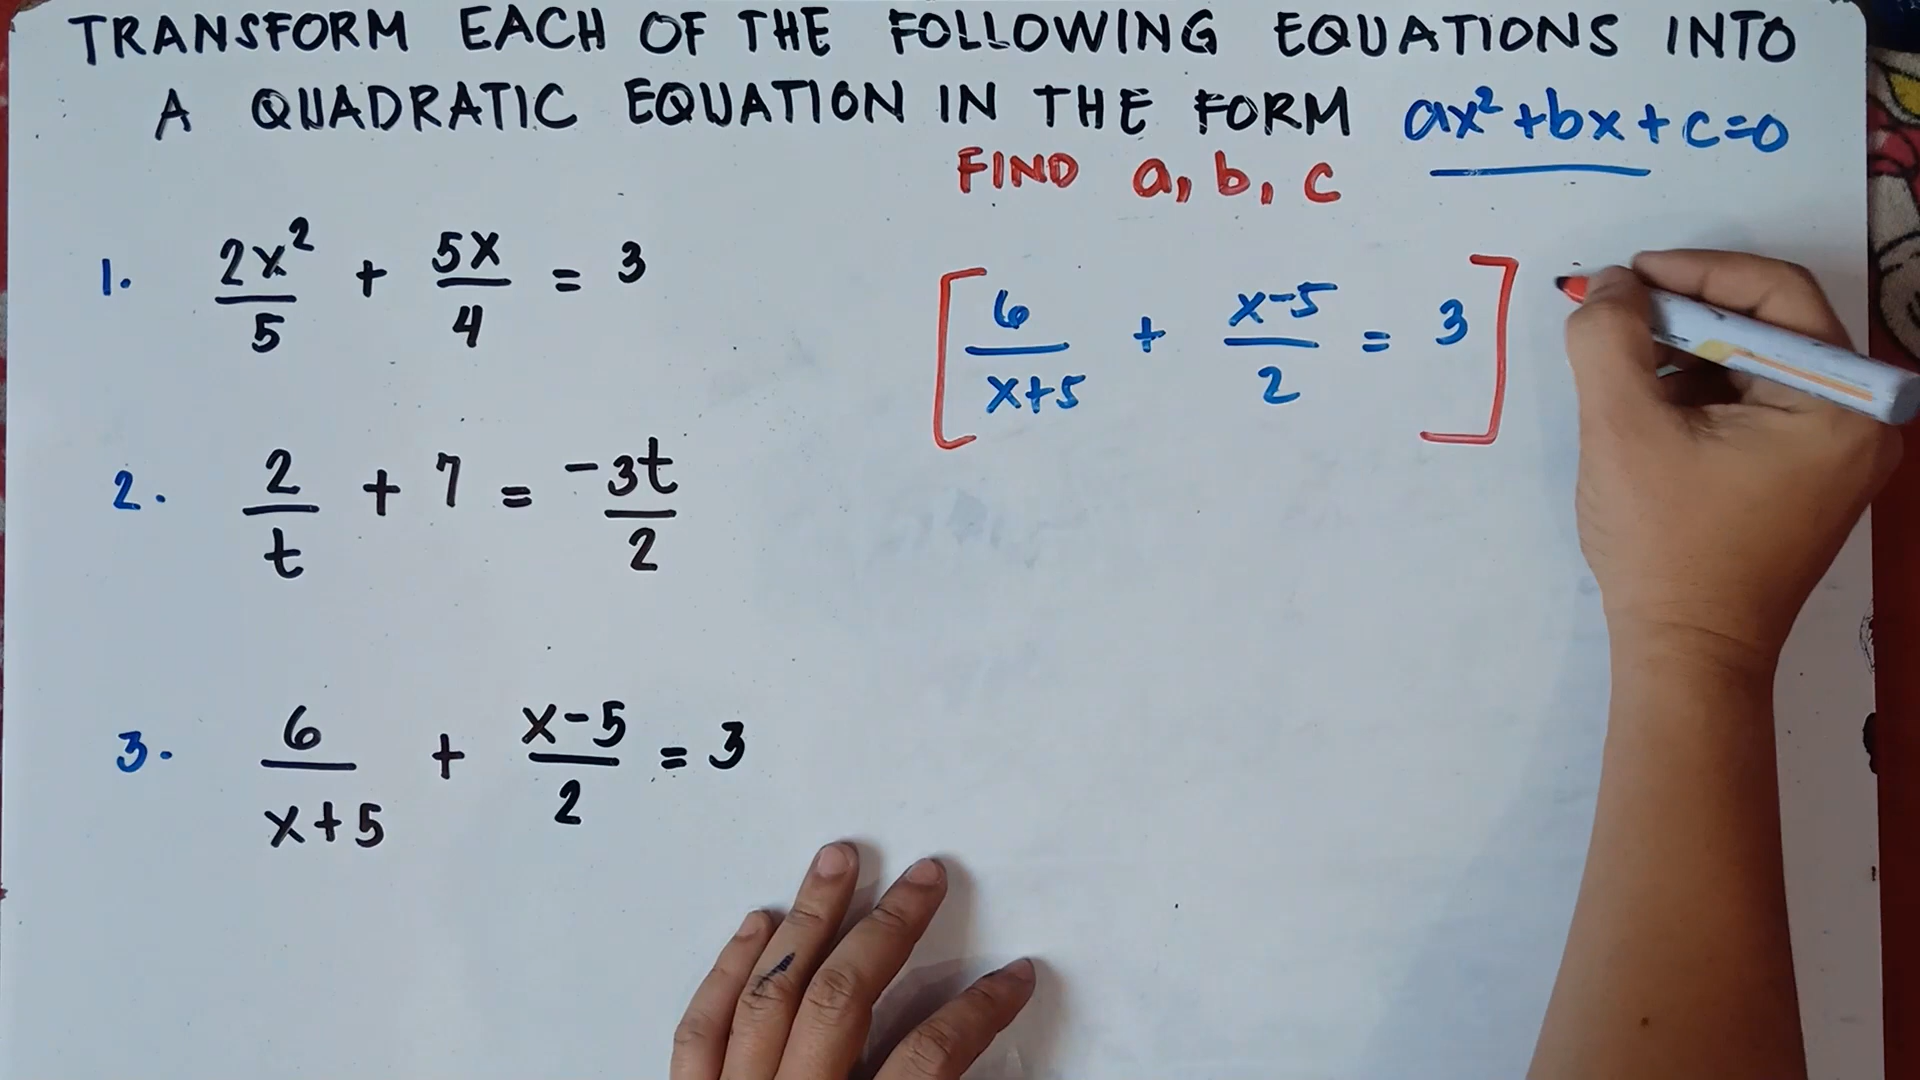 TRANSFORM EACH OF THE FOLLOWING EQUATIONS INTO
A QUADRATIC EQUATION IN THE FORM ax²+bx+c=0
FIND a, b, c
1. 2x²/5 + 5x/4 = 3
[6/x+5 + x-5/2 = 3]
2. 2/t + 7 = -3t/2
3. 6/x+5 + x-5/2 = 3